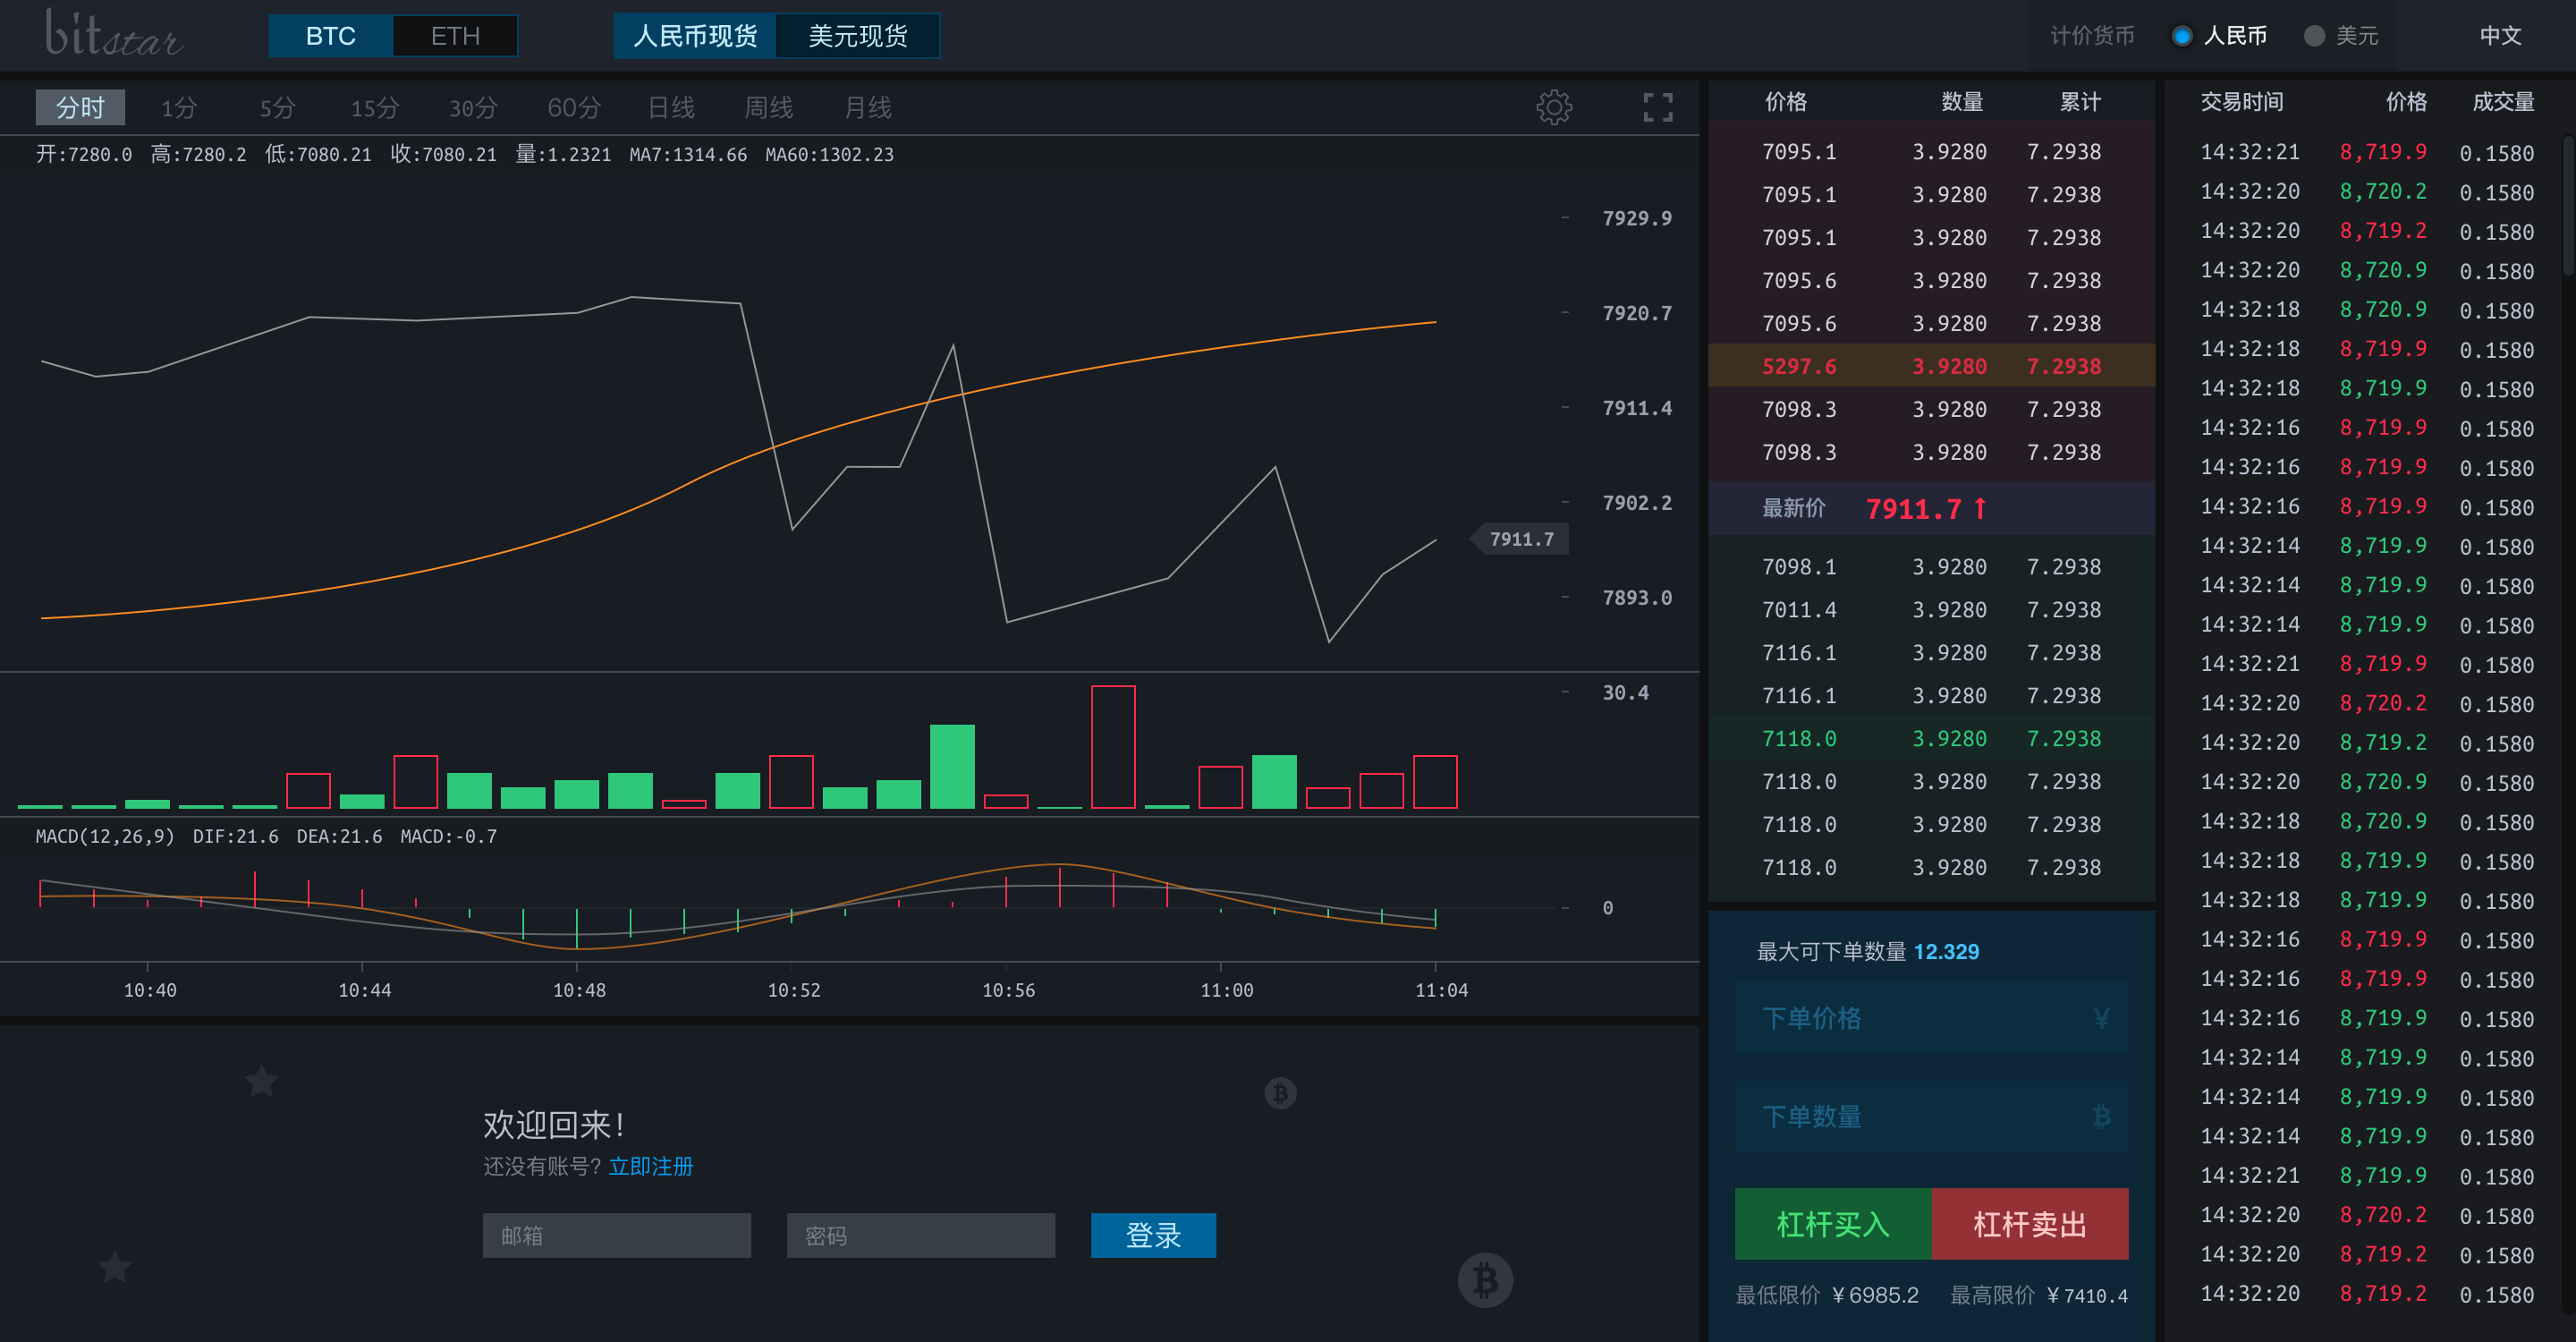 bitstar
BTC ETH 人民币现货 美元现货 计价货币 人民币 美元 中文
分时 1分 5分 15分 30分 60分 日线 周线 月线
开:7280.0 高:7280.2 低:7080.21 收:7080.21 量:1.2321 MA7:1314.66 MA60:1302.23
7929.9
7920.7
7911.4
7902.2
7911.7
7893.0
30.4
MACD(12,26,9) DIF:21.6 DEA:21.6 MACD:-0.7
0
10:40 10:44 10:48 10:52 10:56 11:00 11:04
欢迎回来!
还没有账号? 立即注册
邮箱 密码 登录
价格 数量 累计
7095.1 3.9280 7.2938
7095.1 3.9280 7.2938
7095.1 3.9280 7.2938
7095.6 3.9280 7.2938
7095.6 3.9280 7.2938
5297.6 3.9280 7.2938
7098.3 3.9280 7.2938
7098.3 3.9280 7.2938
最新价 7911.7 ↑
7098.1 3.9280 7.2938
7011.4 3.9280 7.2938
7116.1 3.9280 7.2938
7116.1 3.9280 7.2938
7118.0 3.9280 7.2938
7118.0 3.9280 7.2938
7118.0 3.9280 7.2938
7118.0 3.9280 7.2938
最大可下单数量 12.329
下单价格 ¥
下单数量 ₿
杠杆买入 杠杆卖出
最低限价 ¥6985.2 最高限价 ¥7410.4
交易时间 价格 成交量
14:32:21 8,719.9 0.1580
14:32:20 8,720.2 0.1580
14:32:20 8,719.2 0.1580
14:32:20 8,720.9 0.1580
14:32:18 8,720.9 0.1580
14:32:18 8,719.9 0.1580
14:32:18 8,719.9 0.1580
14:32:16 8,719.9 0.1580
14:32:16 8,719.9 0.1580
14:32:16 8,719.9 0.1580
14:32:14 8,719.9 0.1580
14:32:14 8,719.9 0.1580
14:32:14 8,719.9 0.1580
14:32:21 8,719.9 0.1580
14:32:20 8,720.2 0.1580
14:32:20 8,719.2 0.1580
14:32:20 8,720.9 0.1580
14:32:18 8,720.9 0.1580
14:32:18 8,719.9 0.1580
14:32:18 8,719.9 0.1580
14:32:16 8,719.9 0.1580
14:32:16 8,719.9 0.1580
14:32:16 8,719.9 0.1580
14:32:14 8,719.9 0.1580
14:32:14 8,719.9 0.1580
14:32:14 8,719.9 0.1580
14:32:21 8,719.9 0.1580
14:32:20 8,720.2 0.1580
14:32:20 8,719.2 0.1580
14:32:20 8,719.2 0.1580